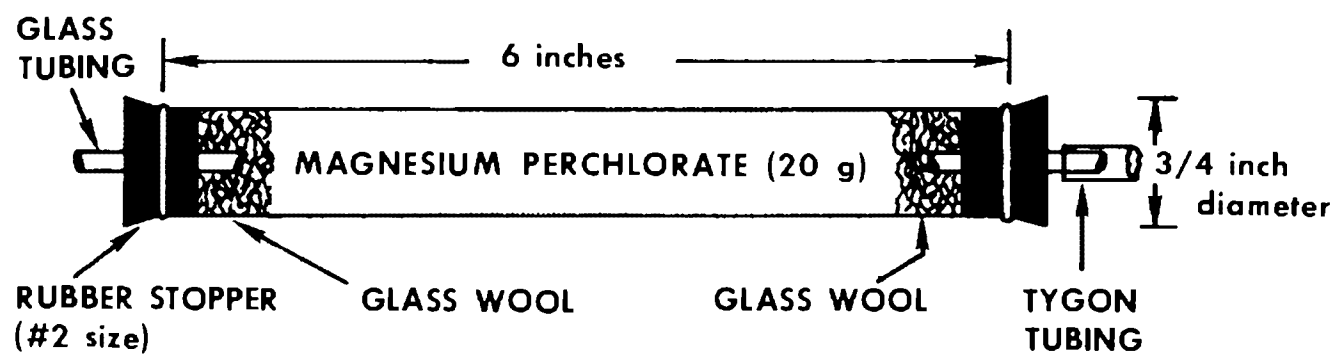 GLASS
TUBING
6 inches
MAGNESIUM PERCHLORATE (20 g)
3/4 inch
diameter
RUBBER STOPPER
(#2 size)
GLASS WOOL
GLASS WOOL
TYGON
TUBING